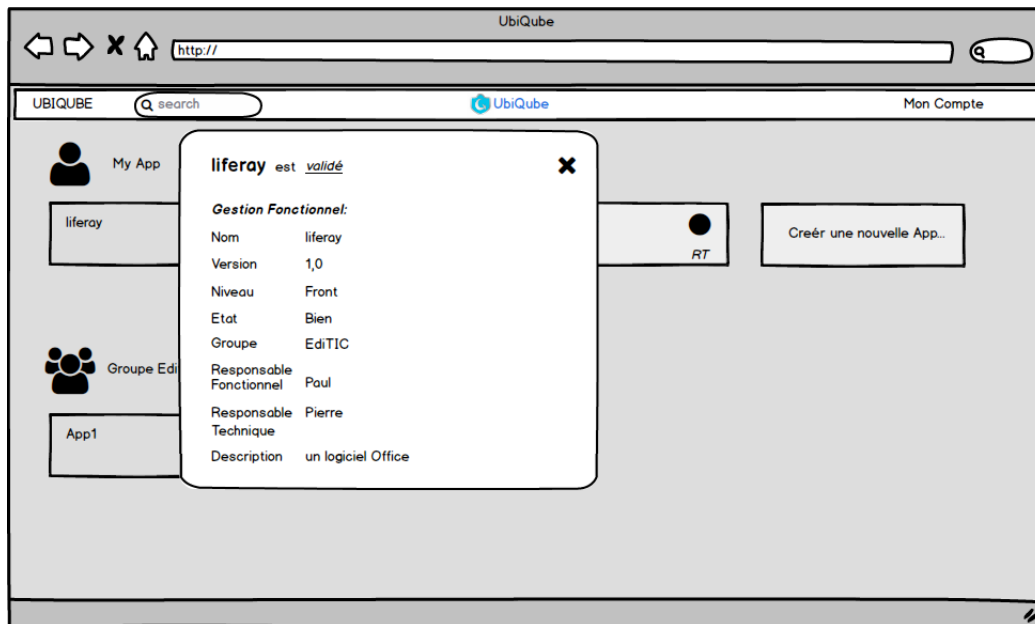 UbiQube
http://
UBIQUBE
search
UbiQube
Mon Compte
My App
liferay
RT
Creér une nouvelle App...
Groupe Edi
App1
liferay est validé
Gestion Fonctionnel:
Nom liferay
Version 1,0
Niveau Front
Etat Bien
Groupe EdiTIC
Responsable
Fonctionnel Paul
Responsable Pierre
Technique
Description un logiciel Office